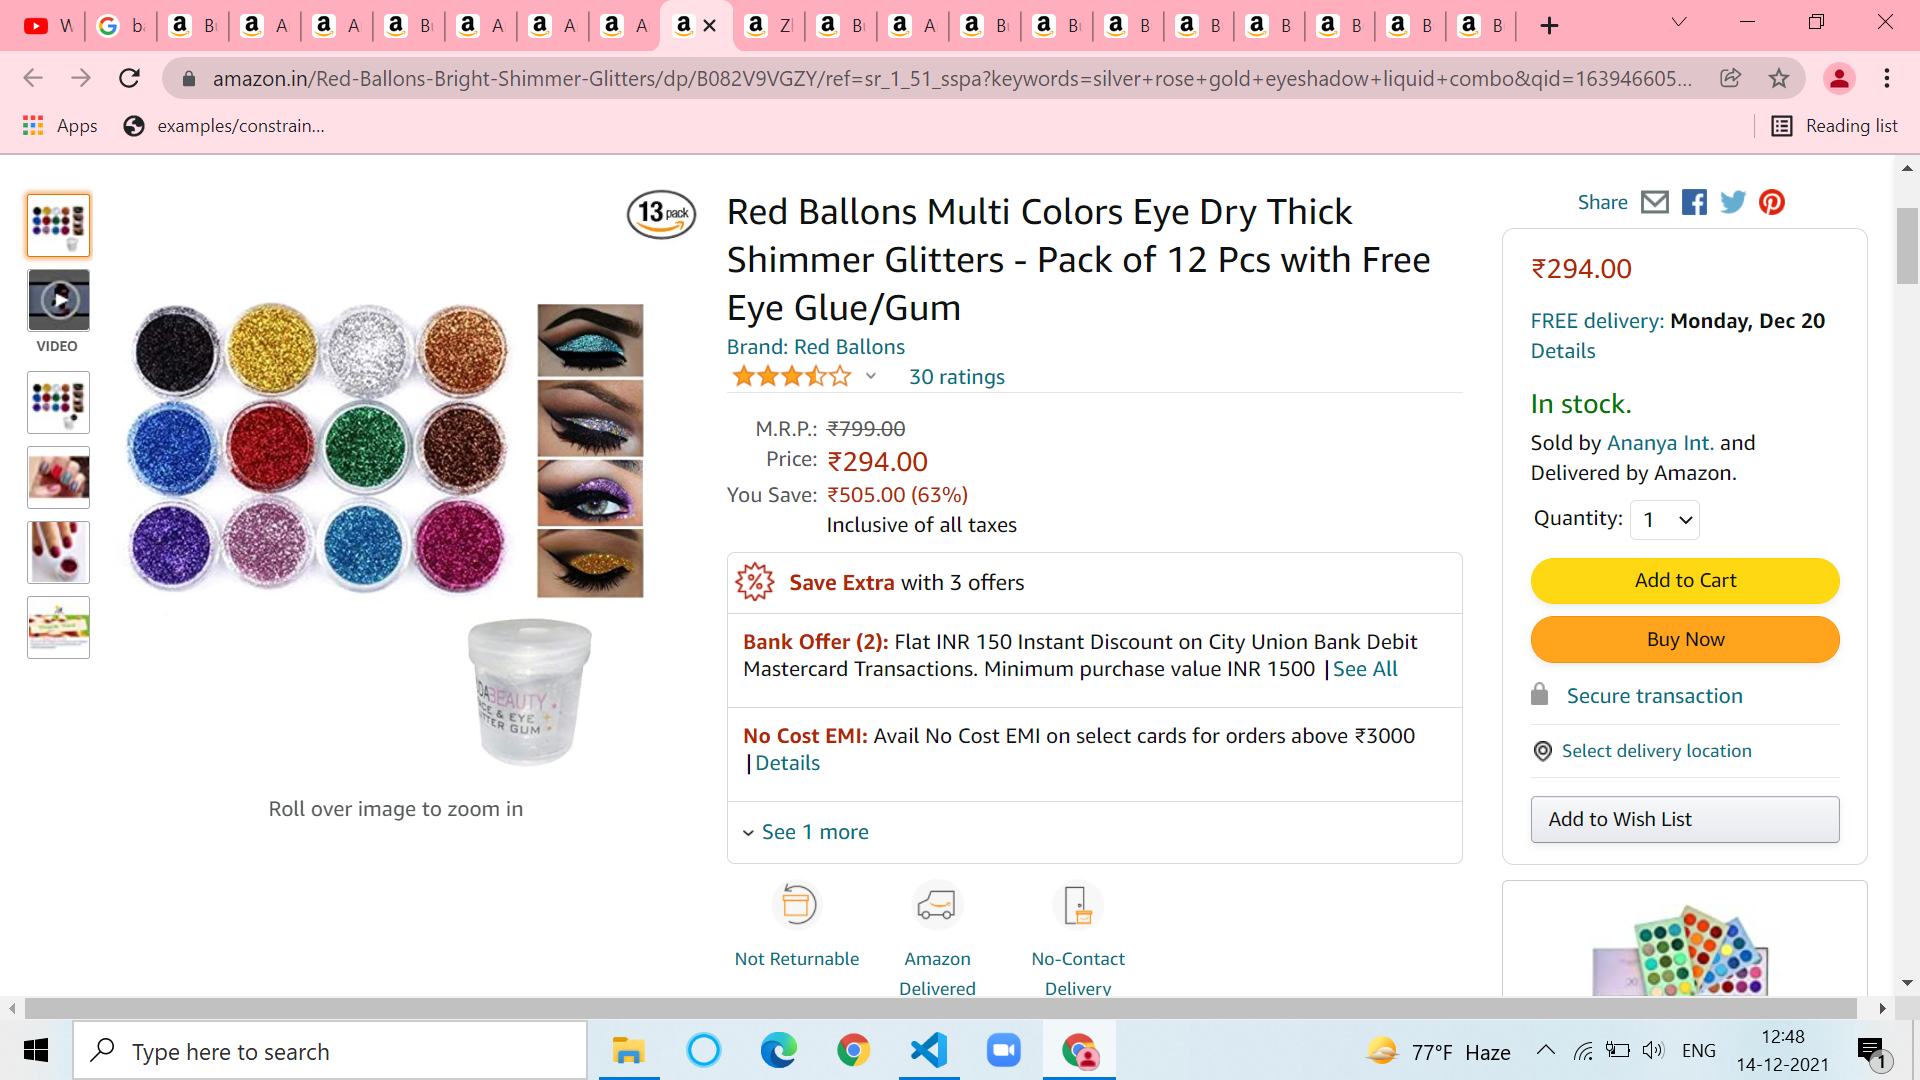 amazon.in/Red-Ballons-Bright-Shimmer-Glitters/dp/B082V9VGZY/ref=sr_1_51_sspa?keywords=silver+rose+gold+eyeshadow+liquid+combo&qid=163946605...
Apps
examples/constrain...
Reading list
13 pack
Red Ballons Multi Colors Eye Dry Thick
Shimmer Glitters - Pack of 12 Pcs with Free
Eye Glue/Gum
Brand: Red Ballons
30 ratings
M.R.P.: ₹799.00
Price: ₹294.00
You Save: ₹505.00 (63%)
Inclusive of all taxes
Save Extra with 3 offers
Bank Offer (2): Flat INR 150 Instant Discount on City Union Bank Debit
Mastercard Transactions. Minimum purchase value INR 1500 |See All
No Cost EMI: Avail No Cost EMI on select cards for orders above ₹3000
|Details
See 1 more
Not Returnable
Amazon
Delivered
No-Contact
Delivery
VIDEO
BEAUTY
& EYE
GUM
Roll over image to zoom in
Share
₹294.00
FREE delivery: Monday, Dec 20
Details
In stock.
Sold by Ananya Int. and
Delivered by Amazon.
Quantity: 1
Add to Cart
Buy Now
Secure transaction
Select delivery location
Add to Wish List
Type here to search
77°F Haze
ENG
12:48
14-12-2021
1